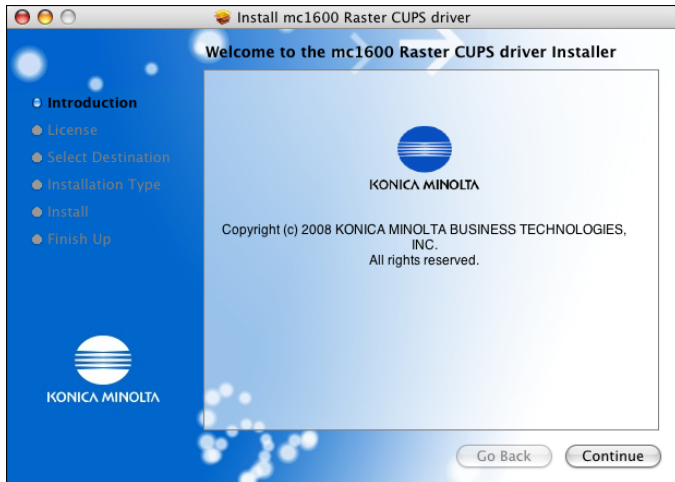 Install mc1600 Raster CUPS driver
Welcome to the mc1600 Raster CUPS driver Installer
Introduction
License
Select Destination
Installation Type
Install
Finish Up
KONICA MINOLTA
KONICA MINOLTA
Copyright (c) 2008 KONICA MINOLTA BUSINESS TECHNOLOGIES,
INC.
All rights reserved.
Go Back
Continue